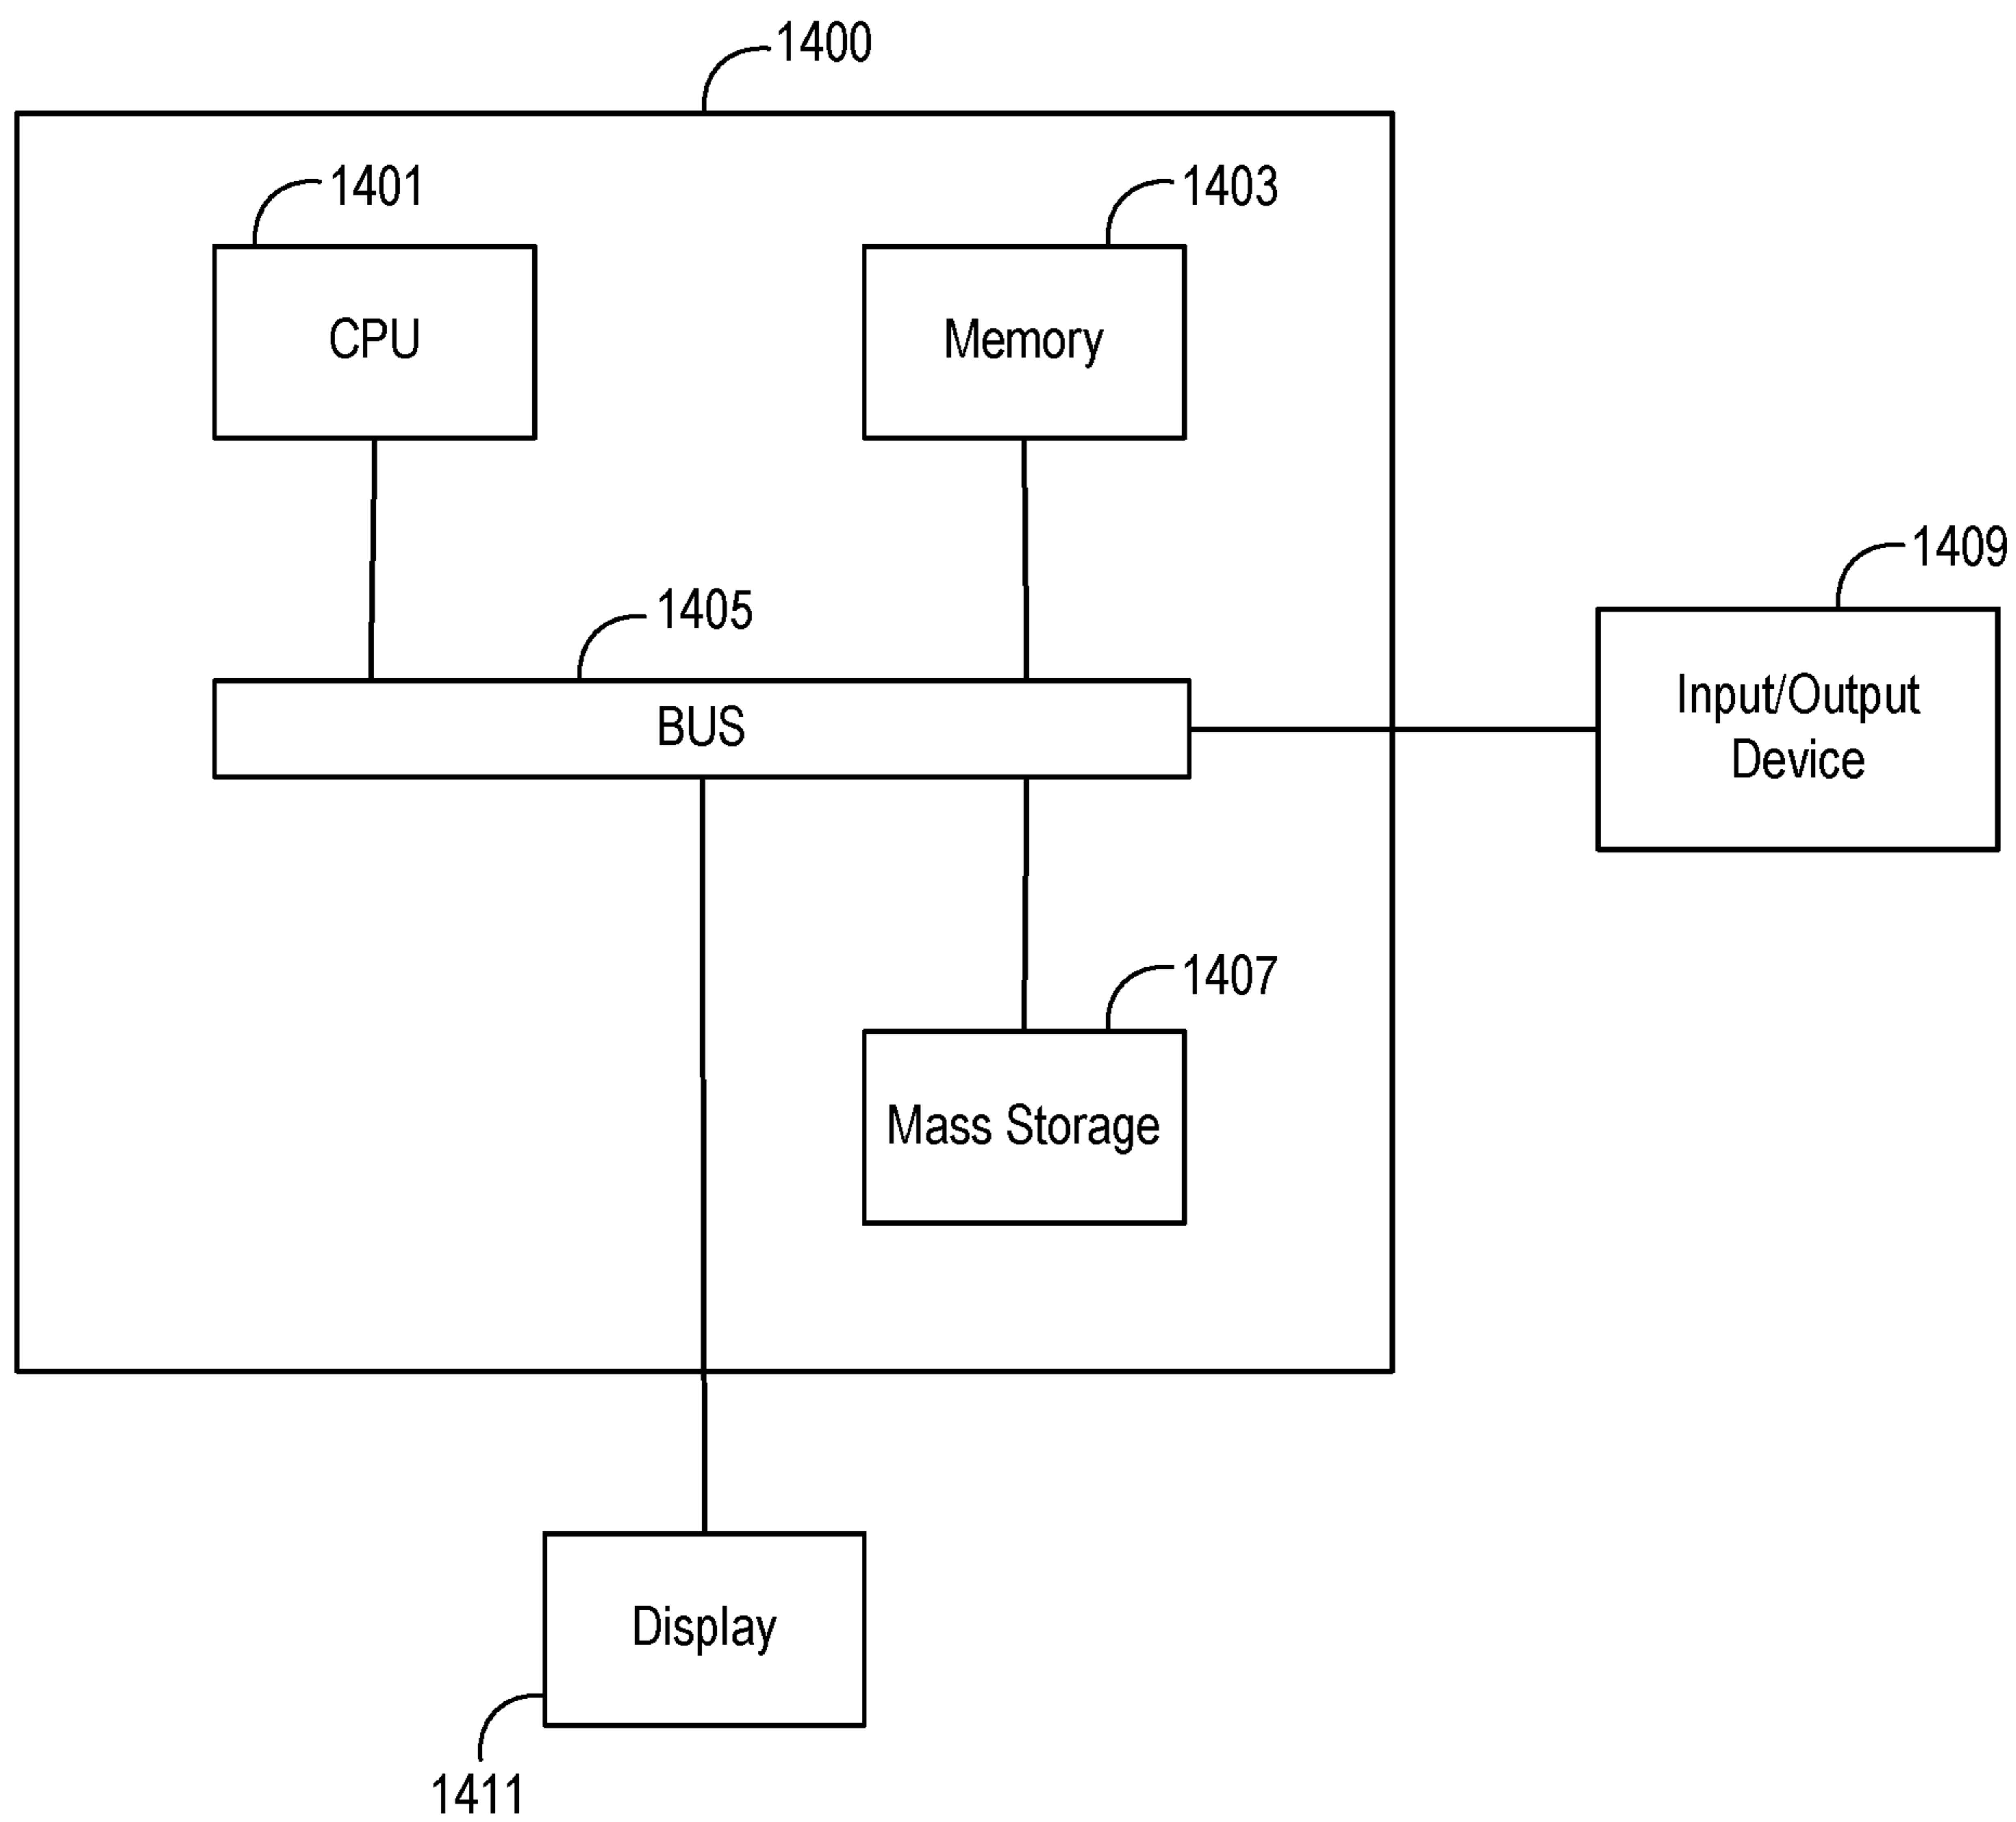 1400
1401
1403
CPU
Memory
1409
1405
Input/Output
Device
BUS
1407
Mass Storage
Display
1411